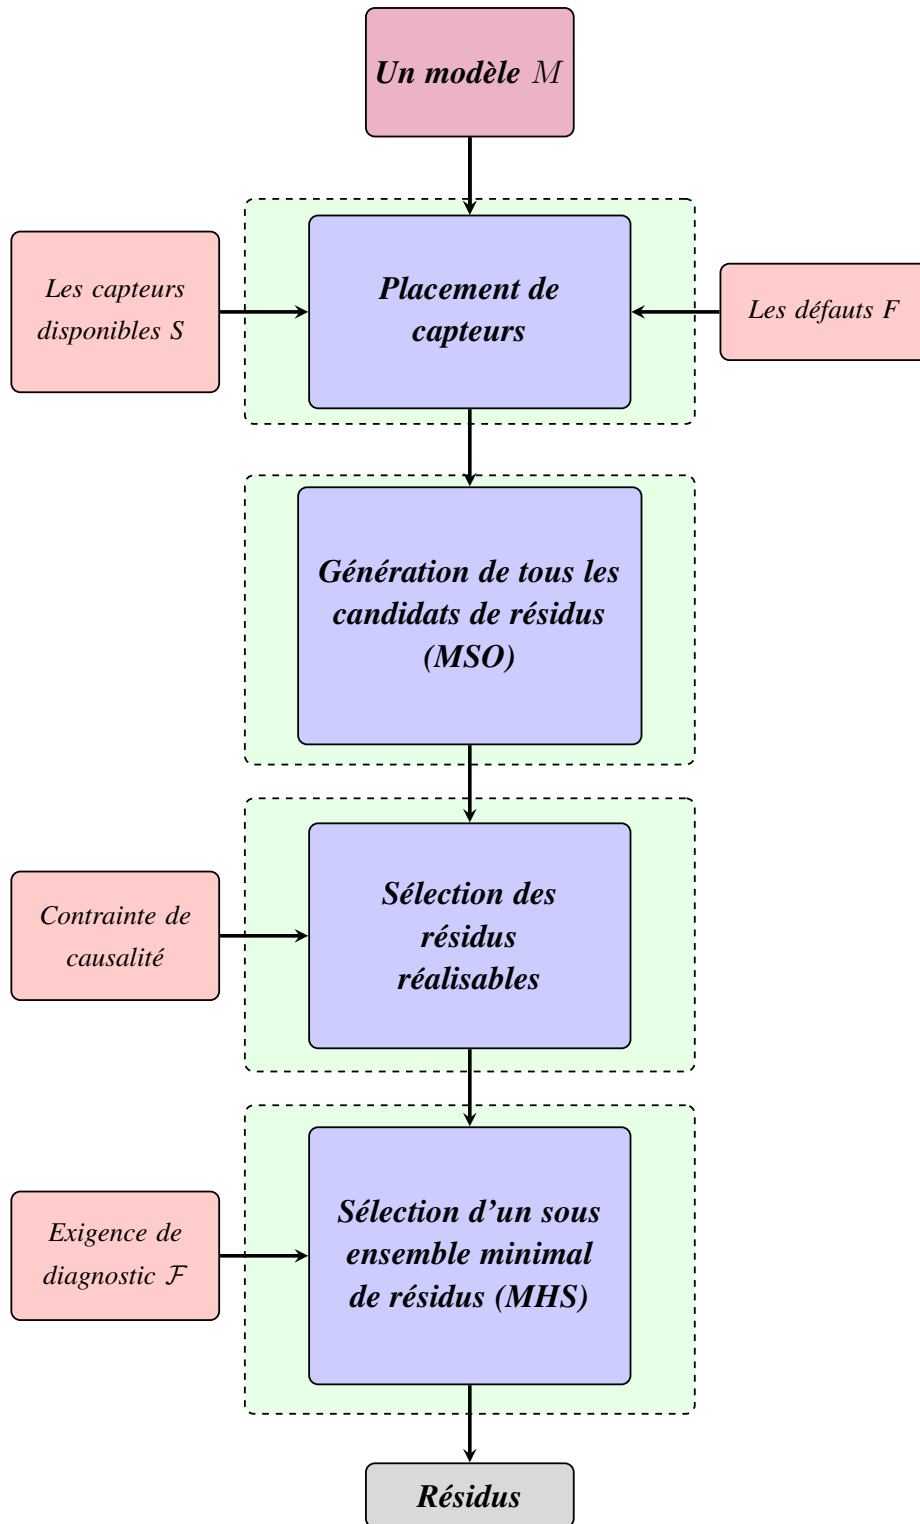 Un modèle M
Les capteurs
disponibles S
Placement de
capteurs
Les défauts F
Génération de tous les
candidats de résidus
(MSO)
Contrainte de
causalité
Sélection des
résidus
réalisables
Exigence de
diagnostic ℱ
Sélection d'un sous
ensemble minimal
de résidus (MHS)
Résidus